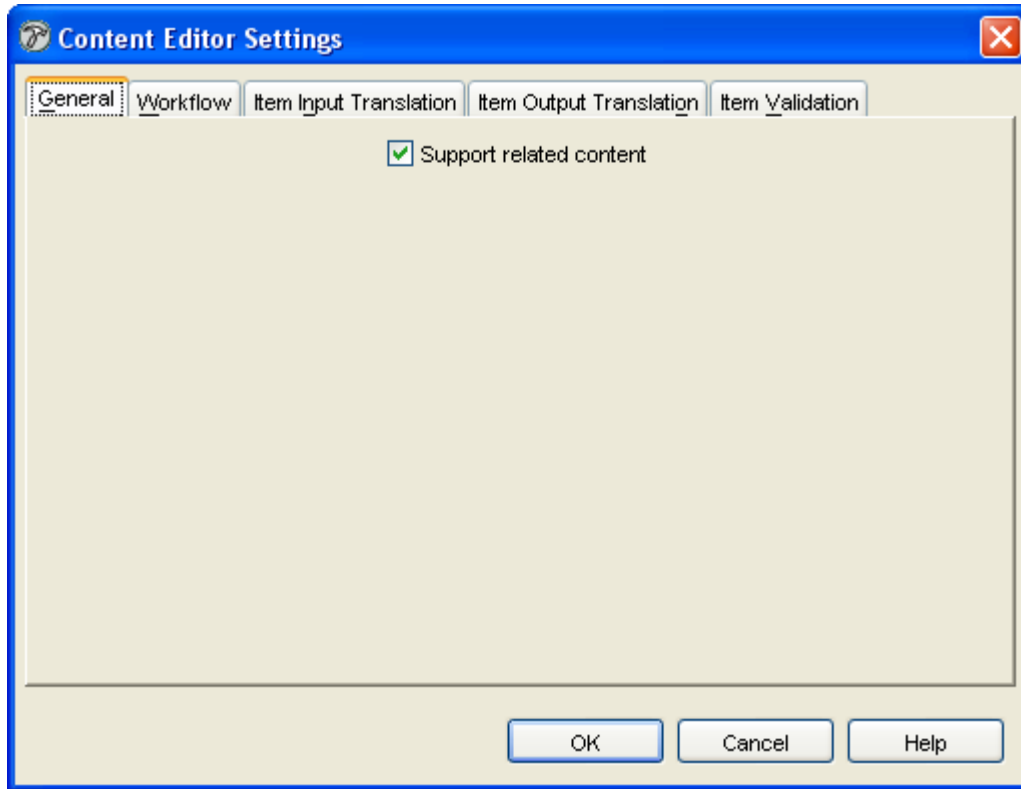 Content Editor Settings
General Workflow Item Input Translation Item Output Translation Item Validation
Support related content
OK Cancel Help